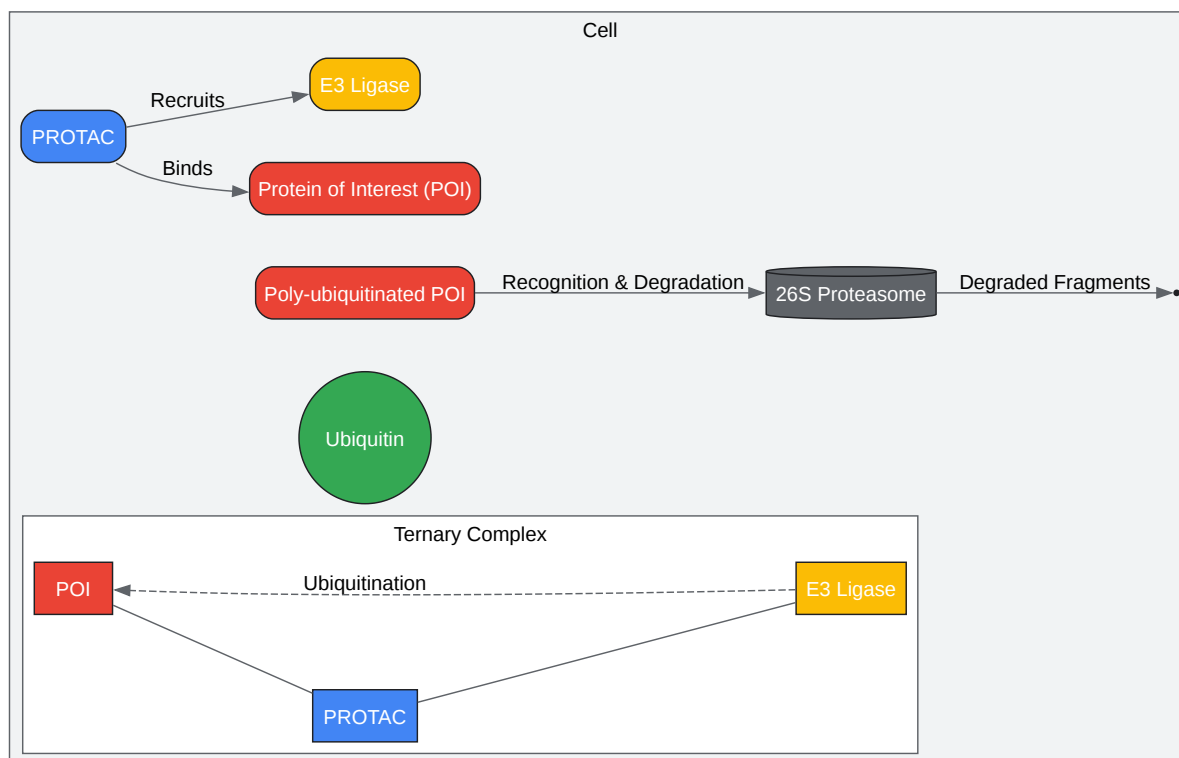 Cell
E3 Ligase
Recruits
PROTAC
Binds
Protein of Interest (POI)
Poly-ubiquitinated POI
Recognition & Degradation
26S Proteasome
Degraded Fragments
Ubiquitin
Ternary Complex
POI
Ubiquitination
E3 Ligase
PROTAC